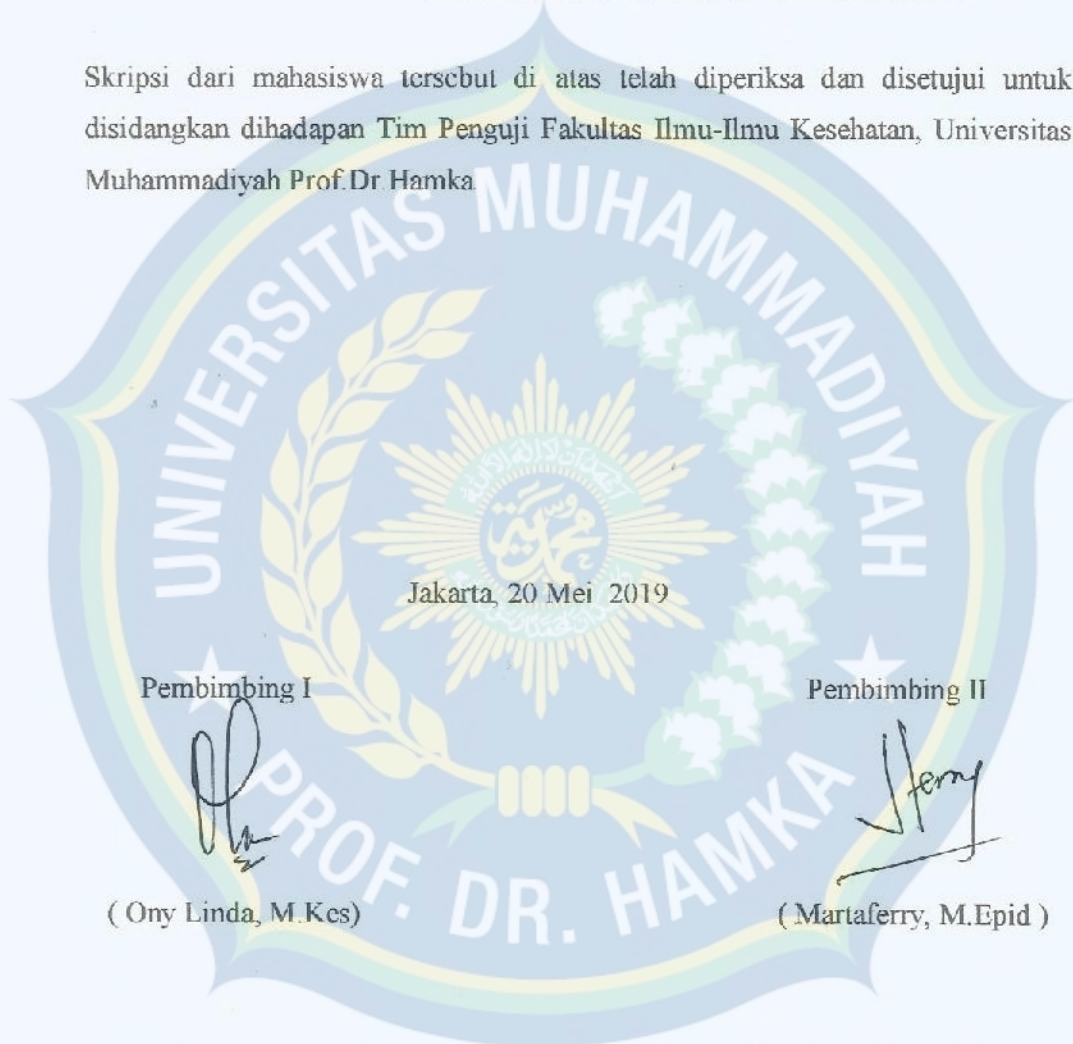 Skripsi dari mahasiswa tersebut di atas telah diperiksa dan disetujui untuk
disidangkan dihadapan Tim Penguji Fakultas Ilmu-Ilmu Kesehatan, Universitas
Muhammadiyah Prof.Dr.Hamka.
UNIVERSITAS MUHAMMADIYAH
Jakarta, 20 Mei 2019
Pembimbing I
Pembimbing II
PROF. DR. HAMKA
( Ony Linda, M.Kes)
( Martaferry, M.Epid )